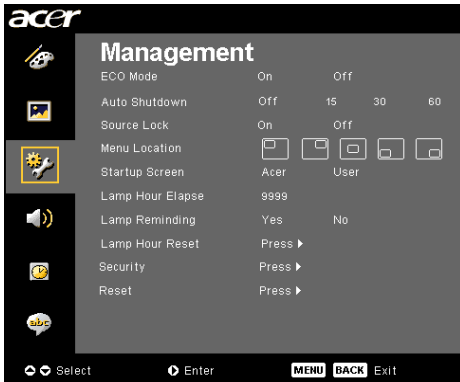 acer
Management
ECO Mode On Off
Auto Shutdown Off 15 30 60
Source Lock On Off
Menu Location
Startup Screen Acer User
Lamp Hour Elapse 9999
Lamp Reminding Yes No
Lamp Hour Reset Press
Security Press
Reset Press
abc
Select Enter MENU BACK Exit